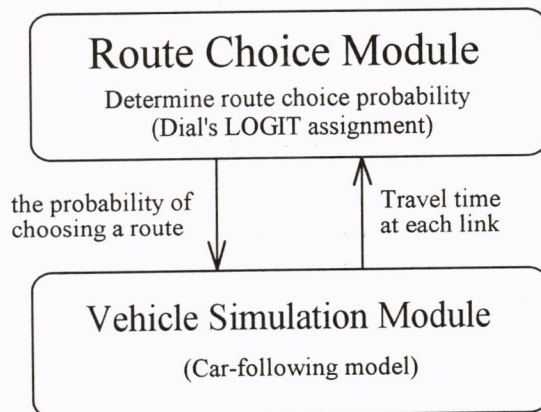 Route Choice Module
Determine route choice probability
(Dial's LOGIT assignment)
the probability of
choosing a route
Travel time
at each link
Vehicle Simulation Module
(Car-following model)